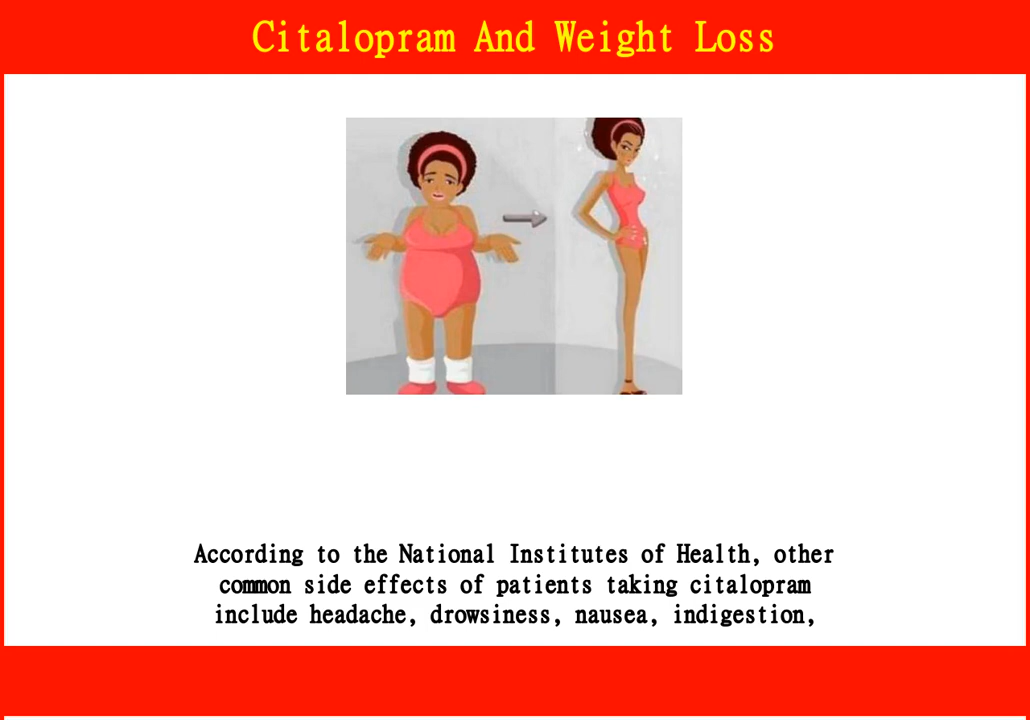 Citalopram And Weight Loss
According to the National Institutes of Health, other
common side effects of patients taking citalopram
include headache, drowsiness, nausea, indigestion,